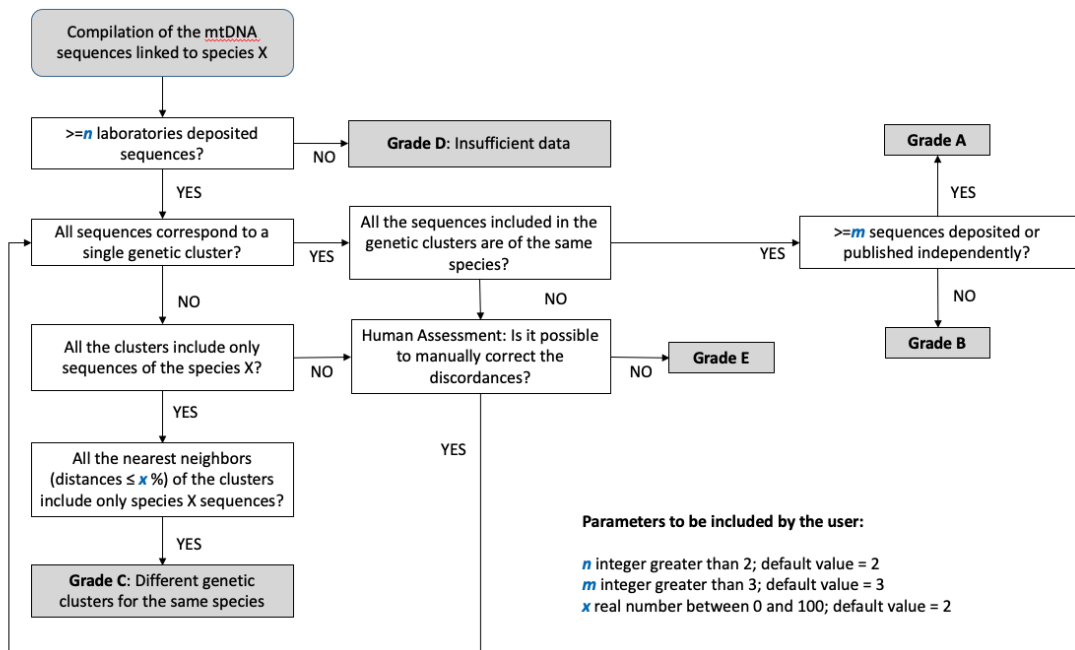 Compilation of the mtDNA
sequences linked to species X
>=n laboratories deposited
sequences?
NO
Grade D: Insufficient data
Grade A
YES
YES
All sequences correspond to a
single genetic cluster?
YES
All the sequences included in the
genetic clusters are of the same
species?
YES
>=m sequences deposited or
published independently?
NO
NO
NO
Grade B
All the clusters include only
sequences of the species X?
NO
Human Assessment: Is it possible
to manually correct the
discordances?
NO
Grade E
YES
YES
All the nearest neighbors
(distances ≤ x %) of the clusters
include only species X sequences?
YES
Grade C: Different genetic
clusters for the same species
Parameters to be included by the user:
n integer greater than 2; default value = 2
m integer greater than 3; default value = 3
x real number between 0 and 100; default value = 2